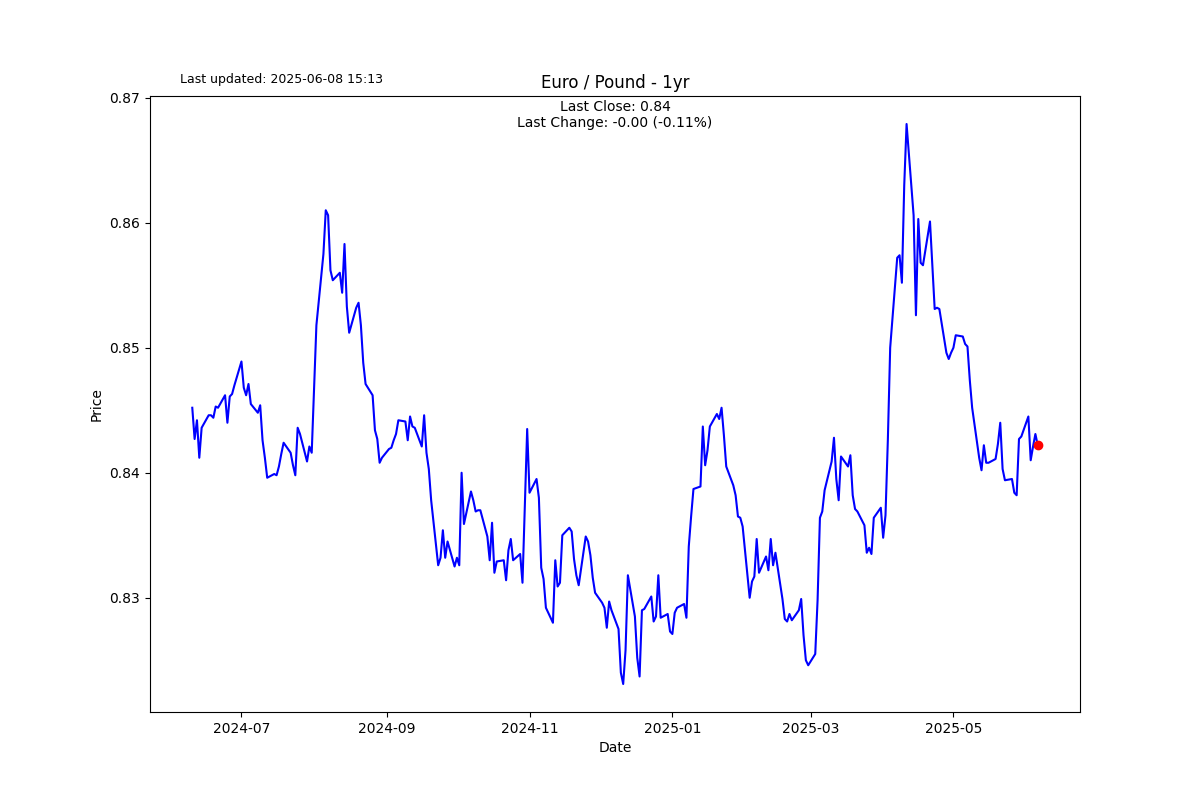 Last updated: 2025-06-08 15:13
Euro / Pound - 1yr
Last Close: 0.84
Last Change: -0.00 (-0.11%)
0.87
0.86
0.85
0.84
0.83
Price
2024-07
2024-09
2024-11
2025-01
2025-03
2025-05
Date